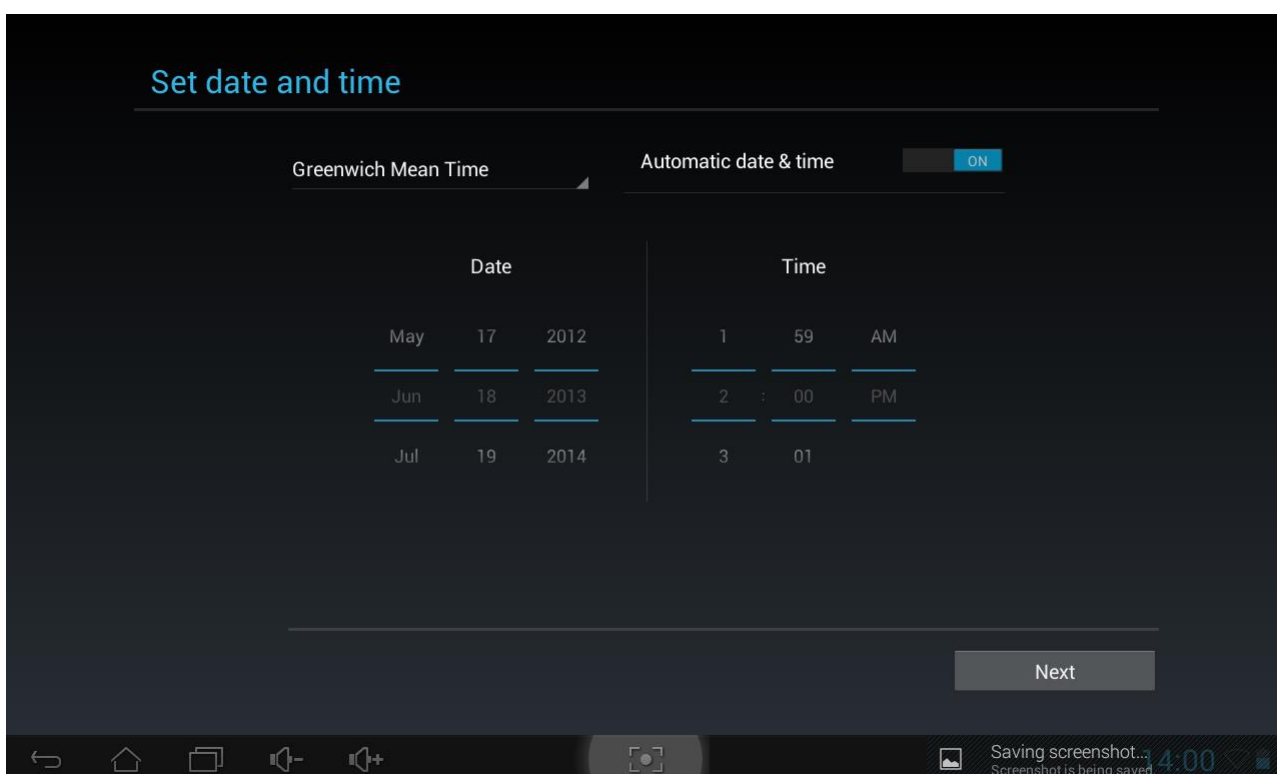 Set date and time
Greenwich Mean Time
Automatic date & time ON
Date Time
May 17 2012 1 59 AM
Jun 18 2013 2 : 00 PM
Jul 19 2014 3 01
Next
Saving screenshot...
Screenshot is being saved
14:00